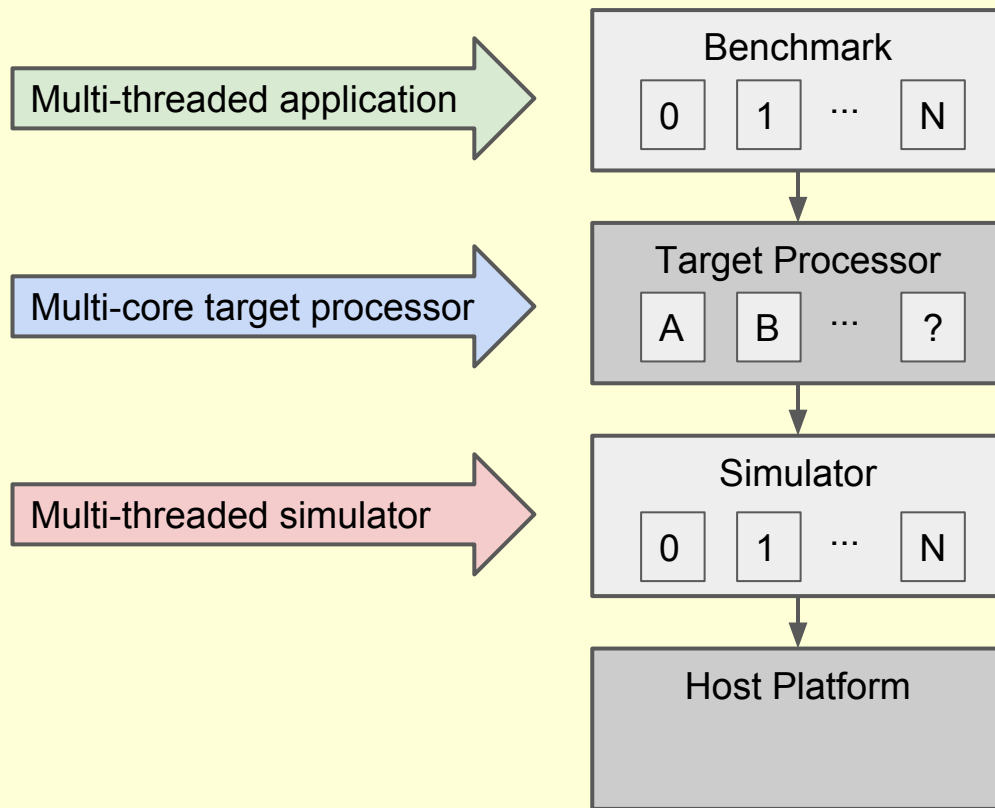 Benchmark
Multi-threaded application
0 1 ... N
Target Processor
Multi-core target processor
A B ... ?
Simulator
Multi-threaded simulator
0 1 ... N
Host Platform